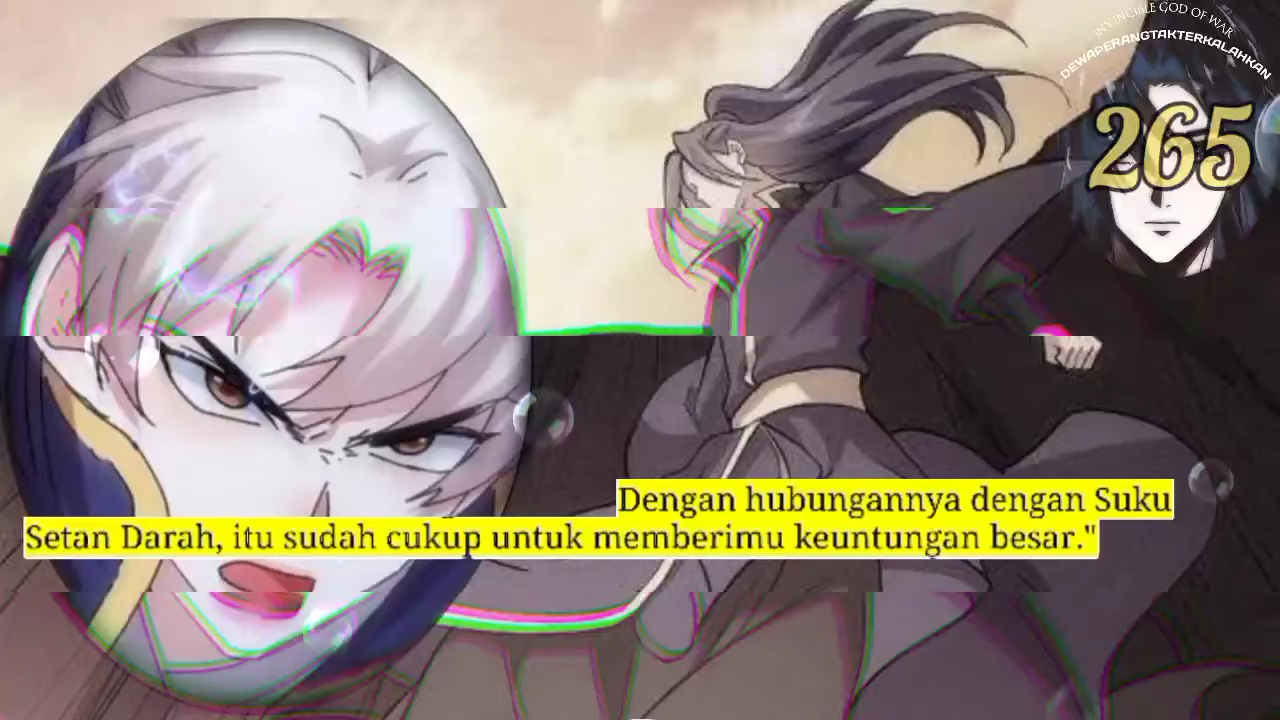 INVINCIBLE GOD OF WAR
DEWAPERANGTAKTERKALAHKAN
265
Dengan hubungannya dengan Suku
Setan Darah, itu sudah cukup untuk memberimu keuntungan besar."